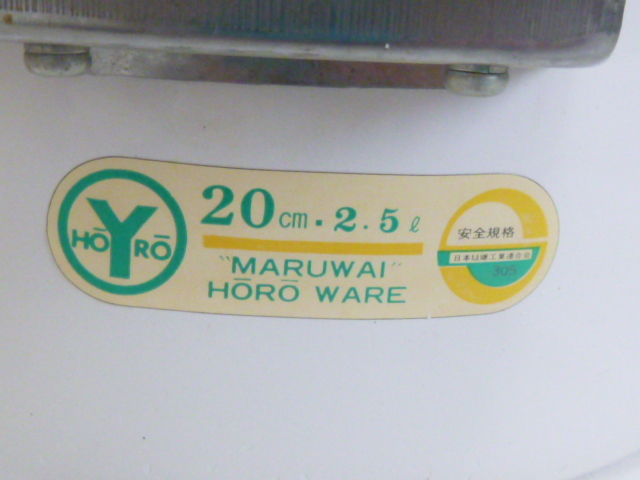 HŌ Y RŌ
20cm・2.5ℓ
"MARUWAI"
HŌRŌ WARE
安全規格
日本ほうろう工業連合会
305